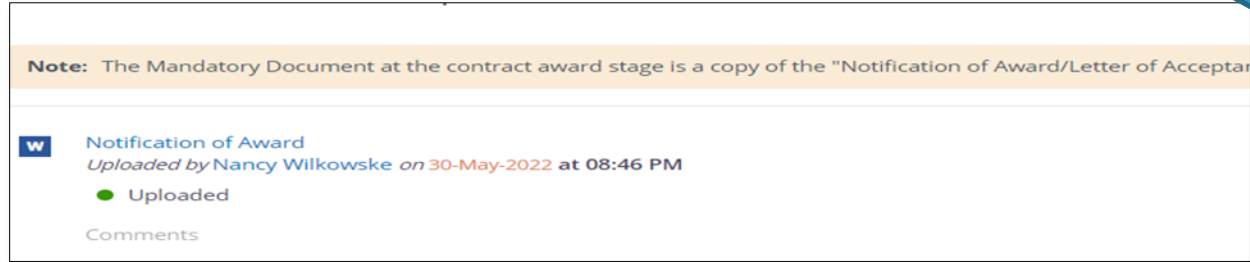 Note: The Mandatory Document at the contract award stage is a copy of the "Notification of Award/Letter of
W Notification of Award
Uploaded by Nancy Wilkowske on 30-May-2022 at 08:46 PM
Uploaded
Comments